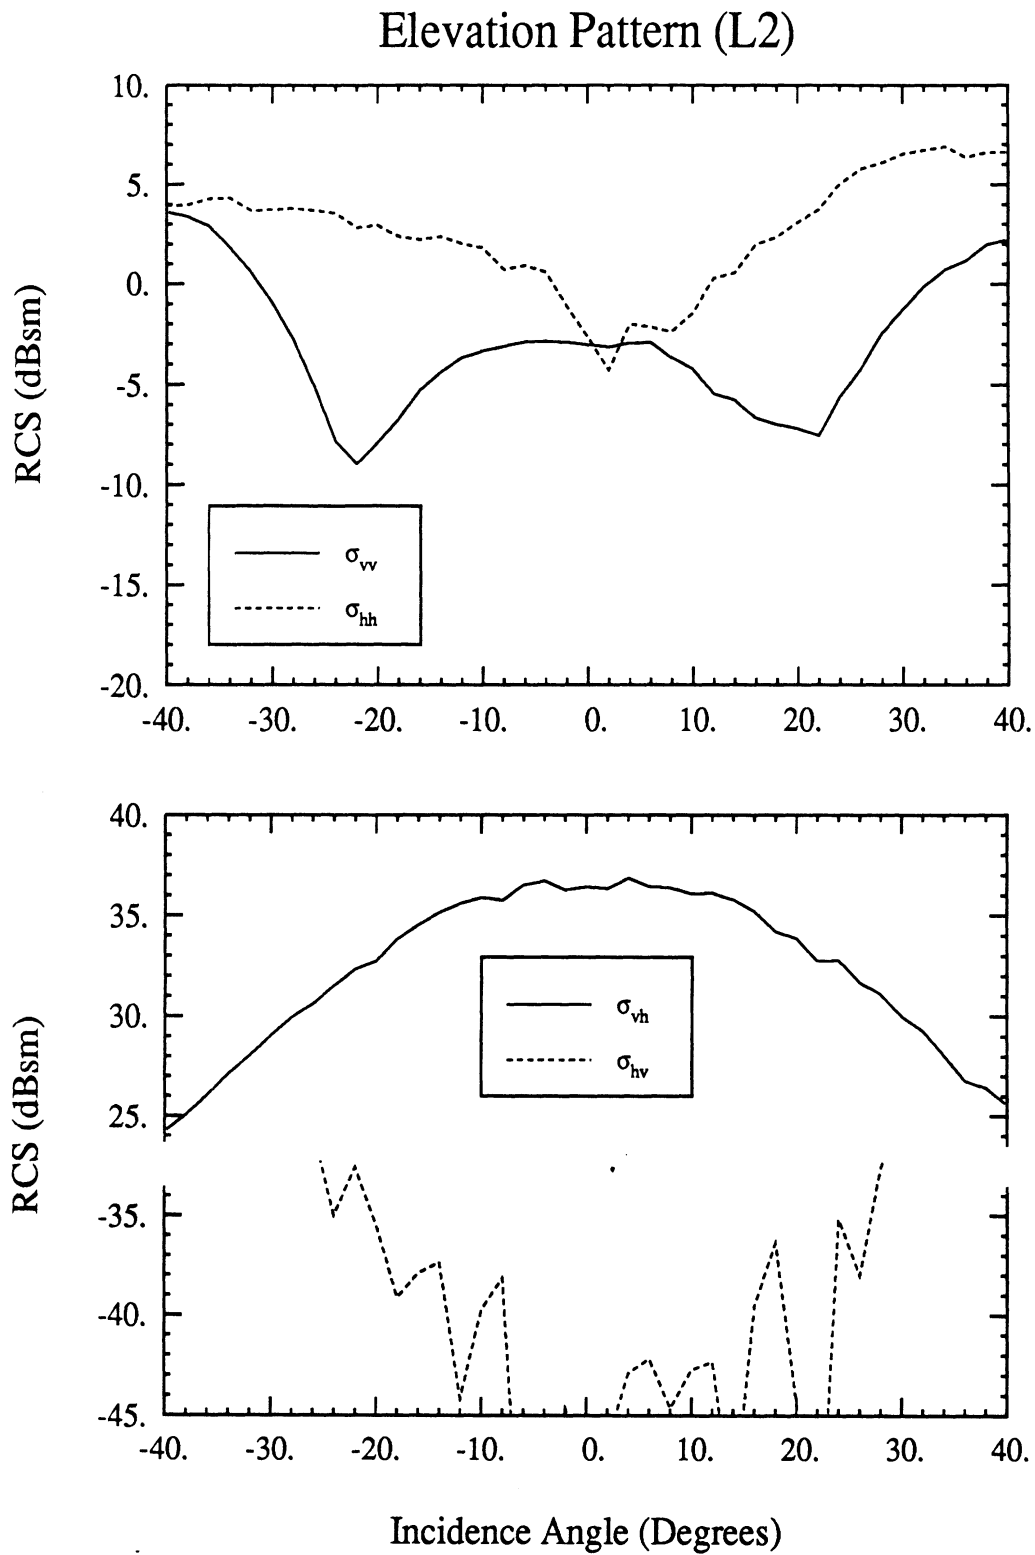 Elevation Pattern (L2)
10.
5.
0.
-5.
-10.
-15.
-20.
RCS (dBsm)
σvv
σhh
-40. -30. -20. -10. 0. 10. 20. 30. 40.
40.
35.
30.
25.
-35.
-40.
-45.
RCS (dBsm)
σvh
σhv
-40. -30. -20. -10. 0. 10. 20. 30. 40.
Incidence Angle (Degrees)